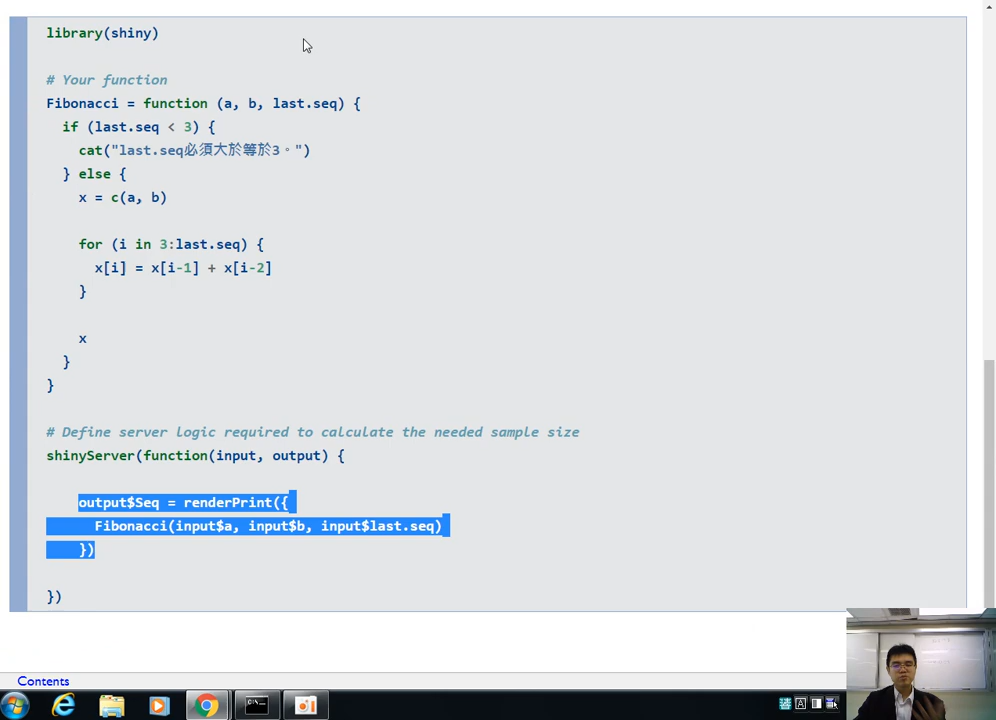 library(shiny)
# Your function
Fibonacci = function (a, b, last.seq) {
if (last.seq < 3) {
cat("last.seq必須大於等於3。")
} else {
x = c(a, b)
for (i in 3:last.seq) {
x[i] = x[i-1] + x[i-2]
}
x
}
}
# Define server logic required to calculate the needed sample size
shinyServer(function(input, output) {
output$Seq = renderPrint({
Fibonacci(input$a, input$b, input$last.seq)
})
})
Contents